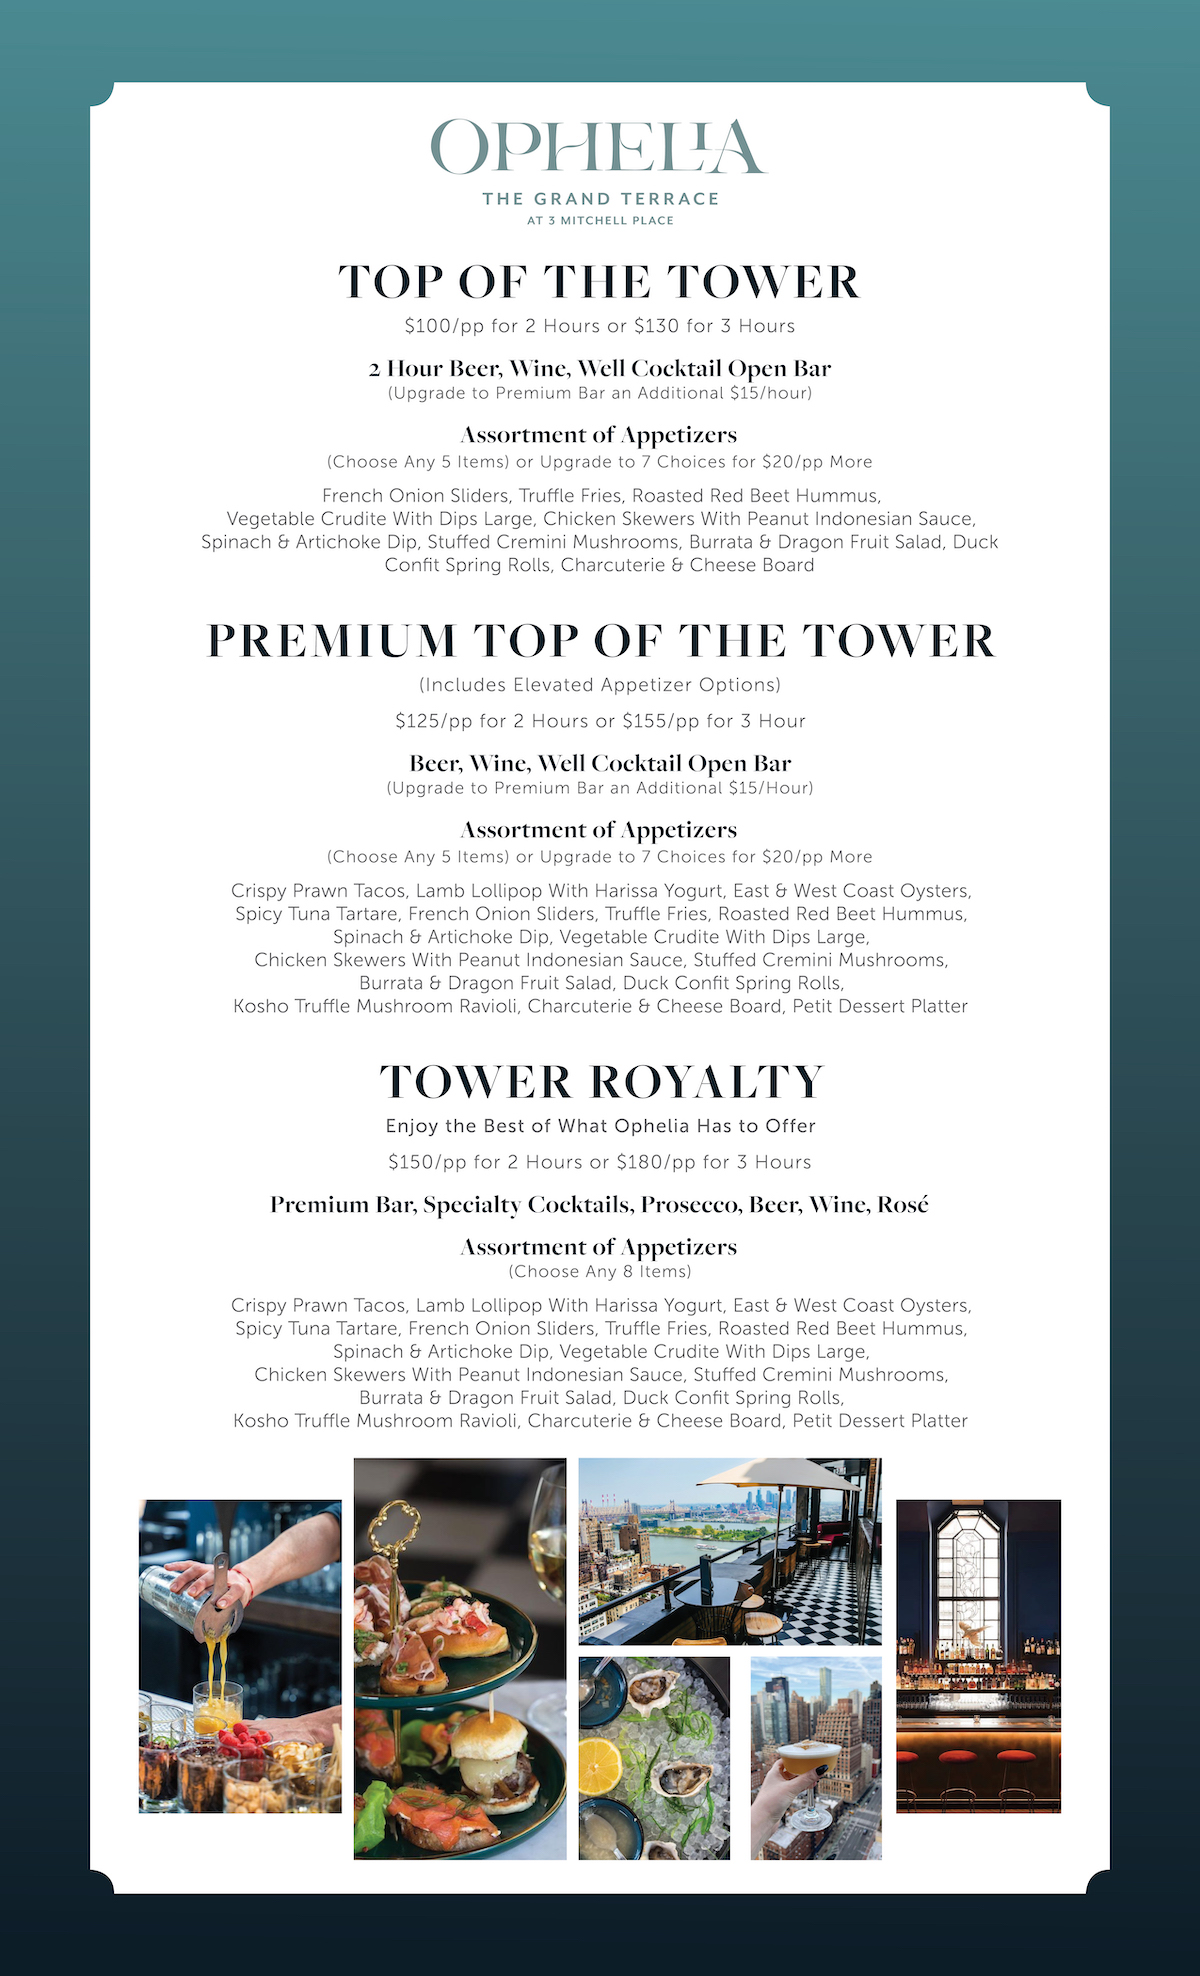 OPHELIA
THE GRAND TERRACE
AT 3 MITCHELL PLACE
TOP OF THE TOWER
$100/pp for 2 Hours or $130 for 3 Hours
2 Hour Beer, Wine, Well Cocktail Open Bar
(Upgrade to Premium Bar an Additional $15/hour)
Assortment of Appetizers
(Choose Any 5 Items) or Upgrade to 7 Choices for $20/pp More
French Onion Sliders, Truffle Fries, Roasted Red Beet Hummus,
Vegetable Crudite With Dips Large, Chicken Skewers With Peanut Indonesian Sauce,
Spinach & Artichoke Dip, Stuffed Cremini Mushrooms, Burrata & Dragon Fruit Salad, Duck
Confit Spring Rolls, Charcuterie & Cheese Board
PREMIUM TOP OF THE TOWER
(Includes Elevated Appetizer Options)
$125/pp for 2 Hours or $155/pp for 3 Hour
Beer, Wine, Well Cocktail Open Bar
(Upgrade to Premium Bar an Additional $15/Hour)
Assortment of Appetizers
(Choose Any 5 Items) or Upgrade to 7 Choices for $20/pp More
Crispy Prawn Tacos, Lamb Lollipop With Harissa Yogurt, East & West Coast Oysters,
Spicy Tuna Tartare, French Onion Sliders, Truffle Fries, Roasted Red Beet Hummus,
Spinach & Artichoke Dip, Vegetable Crudite With Dips Large,
Chicken Skewers With Peanut Indonesian Sauce, Stuffed Cremini Mushrooms,
Burrata & Dragon Fruit Salad, Duck Confit Spring Rolls,
Kosho Truffle Mushroom Ravioli, Charcuterie & Cheese Board, Petit Dessert Platter
TOWER ROYALTY
Enjoy the Best of What Ophelia Has to Offer
$150/pp for 2 Hours or $180/pp for 3 Hours
Premium Bar, Specialty Cocktails, Prosecco, Beer, Wine, Rosé
Assortment of Appetizers
(Choose Any 8 Items)
Crispy Prawn Tacos, Lamb Lollipop With Harissa Yogurt, East & West Coast Oysters,
Spicy Tuna Tartare, French Onion Sliders, Truffle Fries, Roasted Red Beet Hummus,
Spinach & Artichoke Dip, Vegetable Crudite With Dips Large,
Chicken Skewers With Peanut Indonesian Sauce, Stuffed Cremini Mushrooms,
Burrata & Dragon Fruit Salad, Duck Confit Spring Rolls,
Kosho Truffle Mushroom Ravioli, Charcuterie & Cheese Board, Petit Dessert Platter